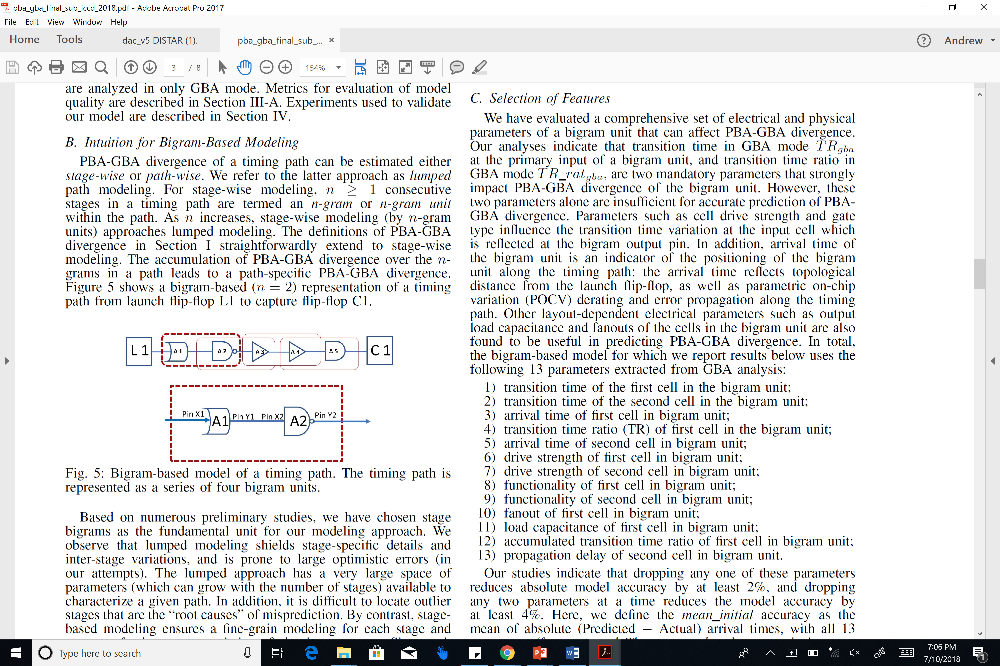 pba_gba_final_sub_iccd_2018.pdf - Adobe Acrobat Pro 2017
File Edit View Window Help
Home Tools dac_v5 DISTAR (1). pba_gba_final_sub_... × ? Andrew
3 / 8 154%
are analyzed in only GBA mode. Metrics for evaluation of model
quality are described in Section III-A. Experiments used to validate
our model are described in Section IV.
B. Intuition for Bigram-Based Modeling
PBA-GBA divergence of a timing path can be estimated either
stage-wise or path-wise. We refer to the latter approach as lumped
path modeling. For stage-wise modeling, n ≥ 1 consecutive
stages in a timing path are termed an n-gram or n-gram unit
within the path. As n increases, stage-wise modeling (by n-gram
units) approaches lumped modeling. The definitions of PBA-GBA
divergence in Section I straightforwardly extend to stage-wise
modeling. The accumulation of PBA-GBA divergence over the n-
grams in a path leads to a path-specific PBA-GBA divergence.
Figure 5 shows a bigram-based (n = 2) representation of a timing
path from launch flip-flop L1 to capture flip-flop C1.
L 1 A 1 A 2 A 3 A 4 A 5 C 1
Pin X1 A1 Pin Y1 Pin X2 A2 Pin Y2
Fig. 5: Bigram-based model of a timing path. The timing path is
represented as a series of four bigram units.
Based on numerous preliminary studies, we have chosen stage
bigrams as the fundamental unit for our modeling approach. We
observe that lumped modeling shields stage-specific details and
inter-stage variations, and is prone to large optimistic errors (in
our attempts). The lumped approach has a very large space of
parameters (which can grow with the number of stages) available to
characterize a given path. In addition, it is difficult to locate outlier
stages that are the “root causes” of misprediction. By contrast, stage-
based modeling ensures a fine-grain modeling for each stage and
C. Selection of Features
We have evaluated a comprehensive set of electrical and physical
parameters of a bigram unit that can affect PBA-GBA divergence.
Our analyses indicate that transition time in GBA mode TRgba
at the primary input of a bigram unit, and transition time ratio in
GBA mode TR_ratgba, are two mandatory parameters that strongly
impact PBA-GBA divergence of the bigram unit. However, these
two parameters alone are insufficient for accurate prediction of PBA-
GBA divergence. Parameters such as cell drive strength and gate
type influence the transition time variation at the input cell which
is reflected at the bigram output pin. In addition, arrival time of
the bigram unit is an indicator of the positioning of the bigram
unit along the timing path: the arrival time reflects topological
distance from the launch flip-flop, as well as parametric on-chip
variation (POCV) derating and error propagation along the timing
path. Other layout-dependent electrical parameters such as output
load capacitance and fanouts of the cells in the bigram unit are also
found to be useful in predicting PBA-GBA divergence. In total,
the bigram-based model for which we report results below uses the
following 13 parameters extracted from GBA analysis:
1) transition time of the first cell in the bigram unit;
2) transition time of the second cell in the bigram unit;
3) arrival time of first cell in bigram unit;
4) transition time ratio (TR) of first cell in the bigram unit;
5) arrival time of second cell in bigram unit;
6) drive strength of first cell in bigram unit;
7) drive strength of second cell in bigram unit;
8) functionality of first cell in bigram unit;
9) functionality of second cell in bigram unit;
10) fanout of first cell in bigram unit;
11) load capacitance of first cell in bigram unit;
12) accumulated transition time ratio of first cell in bigram unit;
13) propagation delay of second cell in bigram unit.
Our studies indicate that dropping any one of these parameters
reduces absolute model accuracy by at least 2%, and dropping
any two parameters at a time reduces the model accuracy by
at least 4%. Here, we define the mean_initial accuracy as the
mean of absolute (Predicted − Actual) arrival times, with all 13
Type here to search
7:06 PM
7/10/2018
1